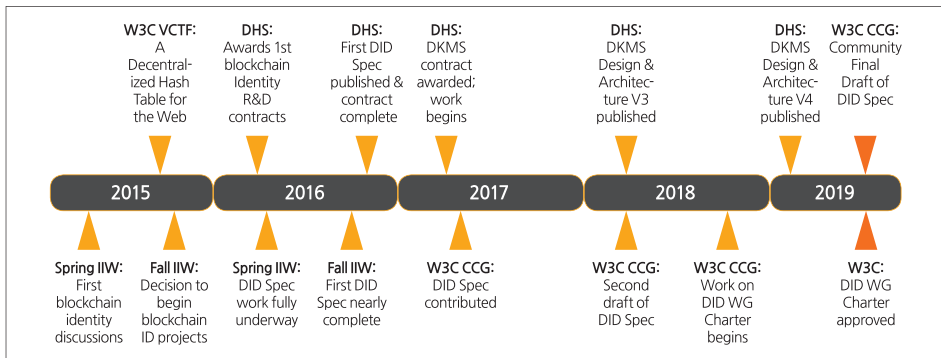 W3C VCTF:
A
Decentral-
ized Hash
Table for
the Web
DHS:
Awards 1st
blockchain
Identity
R&D
contracts
DHS:
First DID
Spec
published &
contract
complete
DHS:
DKMS
contract
awarded;
work
begins
DHS:
DKMS
Design &
Architec-
ture V3
published
DHS:
DKMS
Design &
Architec-
ture V4
published
W3C CCG:
Community
Final
Draft of
DID Spec
2015
2016
2017
2018
2019
Spring IIW:
First
blockchain
identity
discussions
Fall IIW:
Decision to
begin
blockchain
ID projects
Spring IIW:
DID Spec
work fully
underway
Fall IIW:
First DID
Spec nearly
complete
W3C CCG:
DID Spec
contributed
W3C CCG:
Second
draft of
DID Spec
W3C CCG:
Work on
DID WG
Charter
begins
W3C:
DID WG
Charter
approved